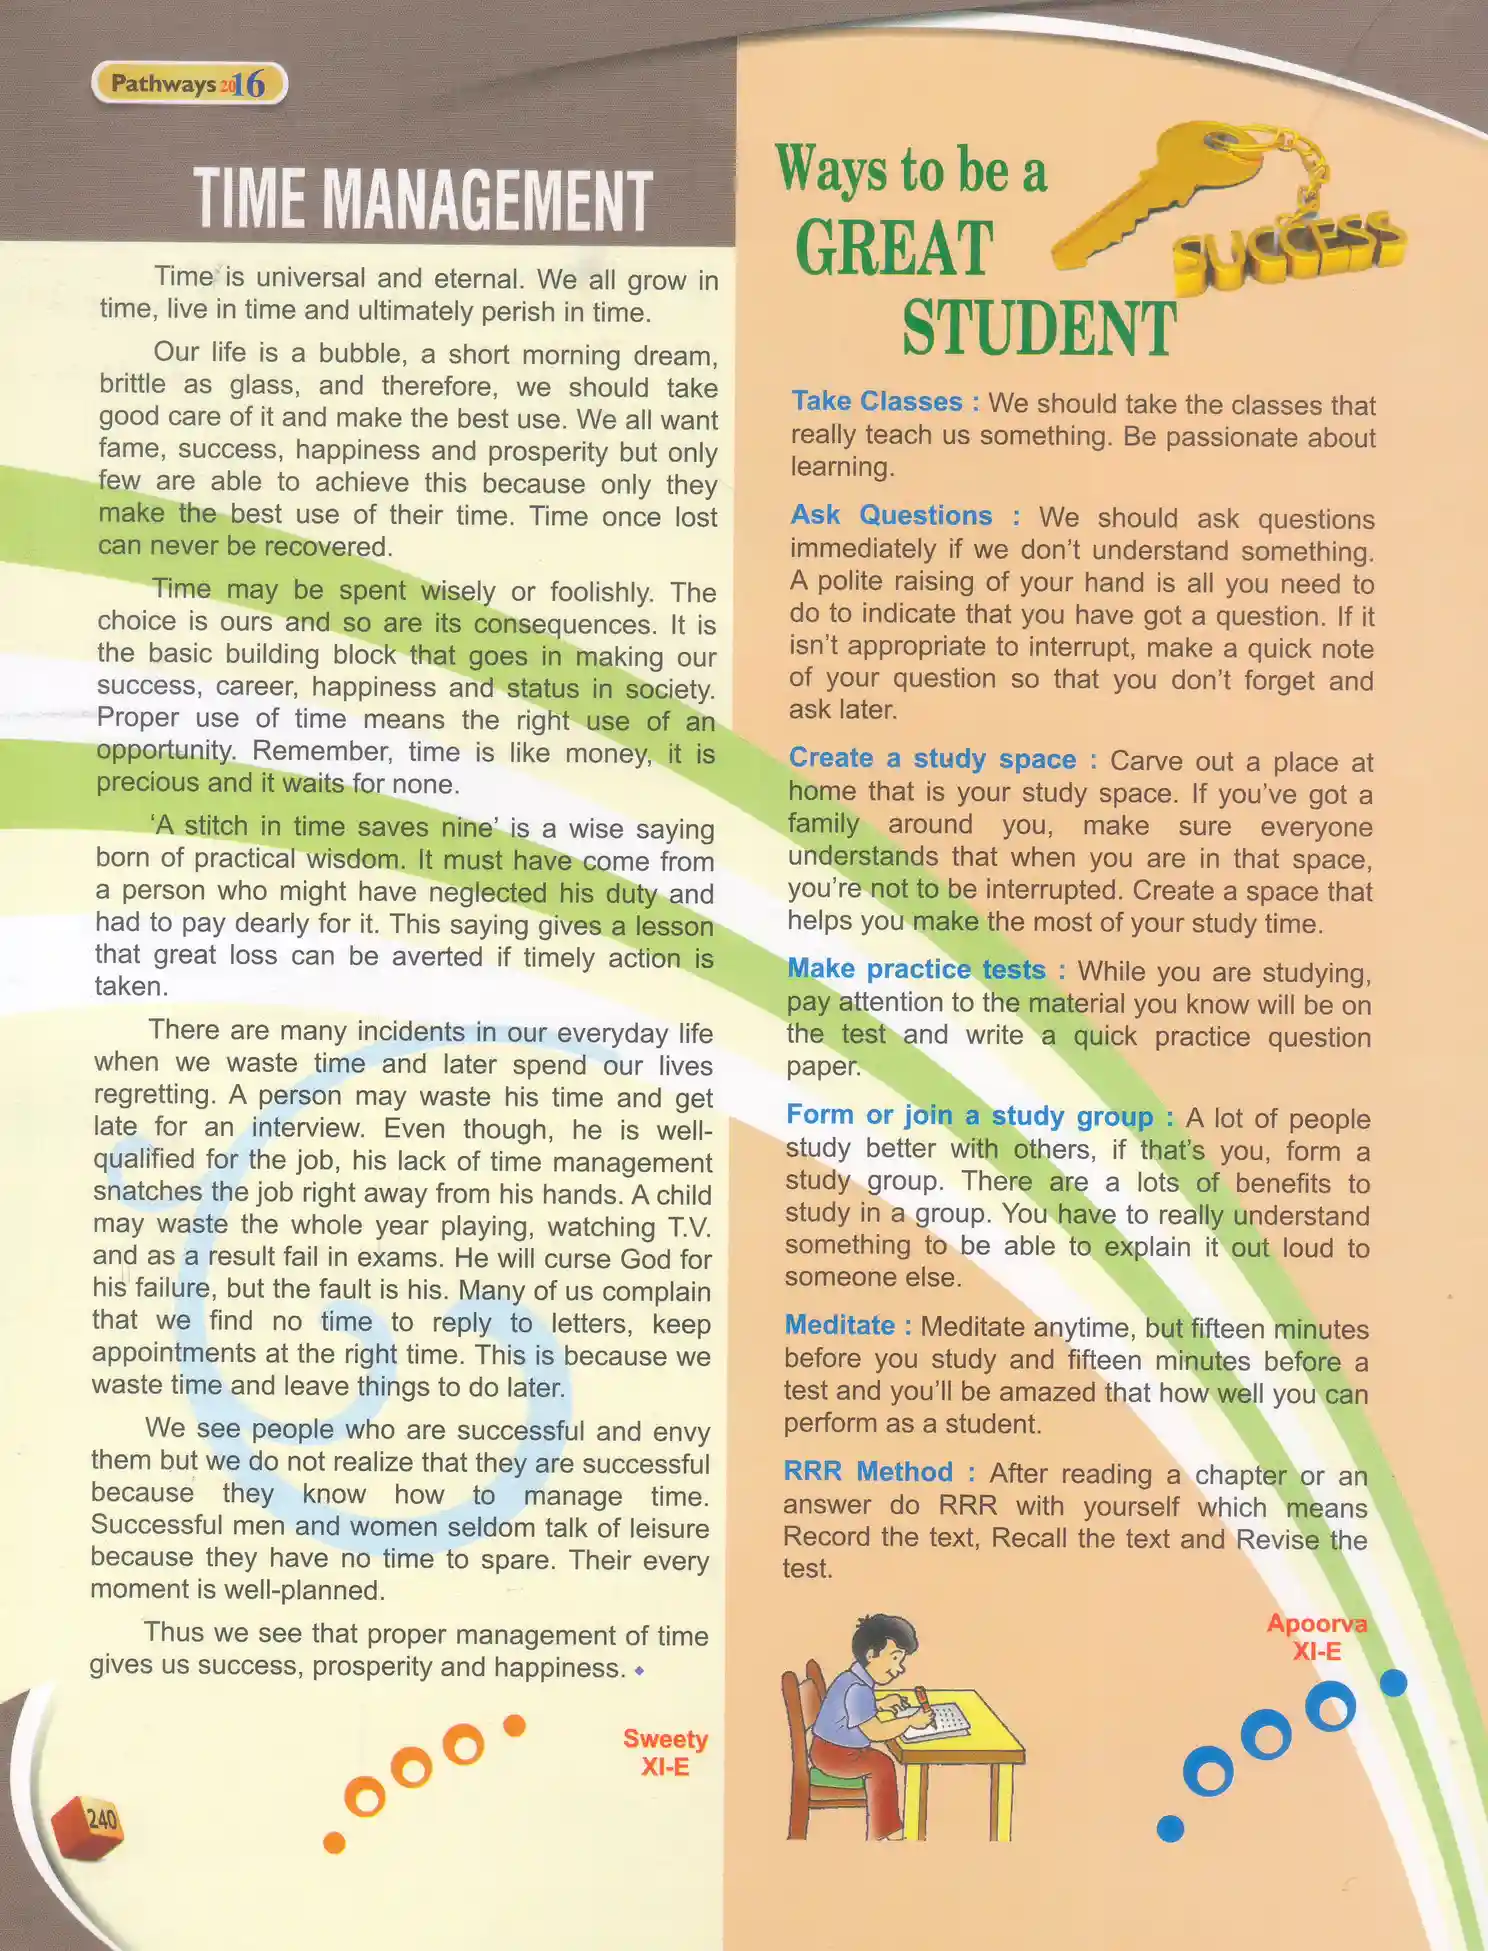 Pathways 2016
TIME MANAGEMENT
Time is universal and eternal. We all grow in
time, live in time and ultimately perish in time.
Our life is a bubble, a short morning dream,
brittle as glass, and therefore, we should take
good care of it and make the best use. We all want
fame, success, happiness and prosperity but only
few are able to achieve this because only they
make the best use of their time. Time once lost
can never be recovered.
Time may be spent wisely or foolishly. The
choice is ours and so are its consequences. It is
the basic building block that goes in making our
success, career, happiness and status in society.
Proper use of time means the right use of an
opportunity. Remember, time is like money, it is
precious and it waits for none.
‘A stitch in time saves nine’ is a wise saying
born of practical wisdom. It must have come from
a person who might have neglected his duty and
had to pay dearly for it. This saying gives a lesson
that great loss can be averted if timely action is
taken.
There are many incidents in our everyday life
when we waste time and later spend our lives
regretting. A person may waste his time and get
late for an interview. Even though, he is well-
qualified for the job, his lack of time management
snatches the job right away from his hands. A child
may waste the whole year playing, watching T.V.
and as a result fail in exams. He will curse God for
his failure, but the fault is his. Many of us complain
that we find no time to reply to letters, keep
appointments at the right time. This is because we
waste time and leave things to do later.
We see people who are successful and envy
them but we do not realize that they are successful
because they know how to manage time.
Successful men and women seldom talk of leisure
because they have no time to spare. Their every
moment is well-planned.
Thus we see that proper management of time
gives us success, prosperity and happiness.
Sweety
XI-E
240
Ways to be a
GREAT
STUDENT
SUCCESS
Take Classes : We should take the classes that
really teach us something. Be passionate about
learning.
Ask Questions : We should ask questions
immediately if we don’t understand something.
A polite raising of your hand is all you need to
do to indicate that you have got a question. If it
isn’t appropriate to interrupt, make a quick note
of your question so that you don’t forget and
ask later.
Create a study space : Carve out a place at
home that is your study space. If you’ve got a
family around you, make sure everyone
understands that when you are in that space,
you’re not to be interrupted. Create a space that
helps you make the most of your study time.
Make practice tests : While you are studying,
pay attention to the material you know will be on
the test and write a quick practice question
paper.
Form or join a study group : A lot of people
study better with others, if that’s you, form a
study group. There are a lots of benefits to
study in a group. You have to really understand
something to be able to explain it out loud to
someone else.
Meditate : Meditate anytime, but fifteen minutes
before you study and fifteen minutes before a
test and you’ll be amazed that how well you can
perform as a student.
RRR Method : After reading a chapter or an
answer do RRR with yourself which means
Record the text, Recall the text and Revise the
test.
Apoorva
XI-E